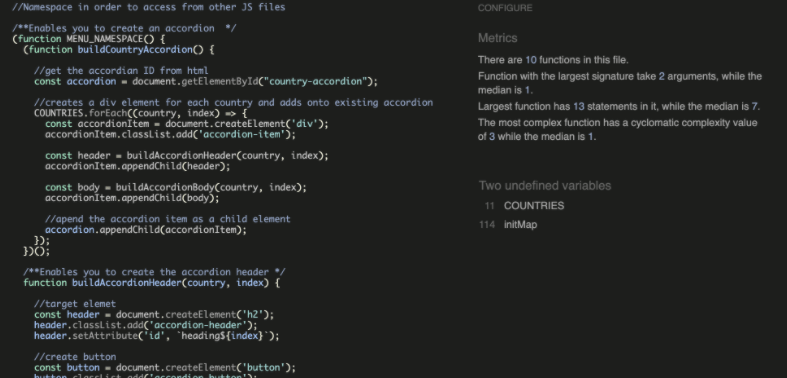 //Namespace in order to access from other JS files
/**Enables you to create an accordion  */
(function MENU_NAMESPACE() {
(function buildCountryAccordion() {
//get the accordian ID from html
const accordion = document.getElementById("country-accordion");
//creates a div element for each country and adds onto existing accordion
COUNTRIES.forEach((country, index) => {
const accordionItem = document.createElement('div');
accordionItem.classList.add('accordion-item');
const header = buildAccordionHeader(country, index);
accordionItem.appendChild(header);
const body = buildAccordionBody(country, index);
accordionItem.appendChild(body);
//apend the accordion item as a child element
accordion.appendChild(accordionItem);
});
})();
/**Enables you to create the accordion header */
function buildAccordionHeader(country, index) {
//target elemet
const header = document.createElement('h2');
header.classList.add('accordion-header');
header.setAttribute('id', `heading${index}`);
//create button
const button = document.createElement('button');
button.classList.add('accordion-button');
CONFIGURE
Metrics
There are 10 functions in this file.
Function with the largest signature take 2 arguments, while the
median is 1.
Largest function has 13 statements in it, while the median is 7.
The most complex function has a cyclomatic complexity value
of 3 while the median is 1.
Two undefined variables
11 COUNTRIES
114 initMap